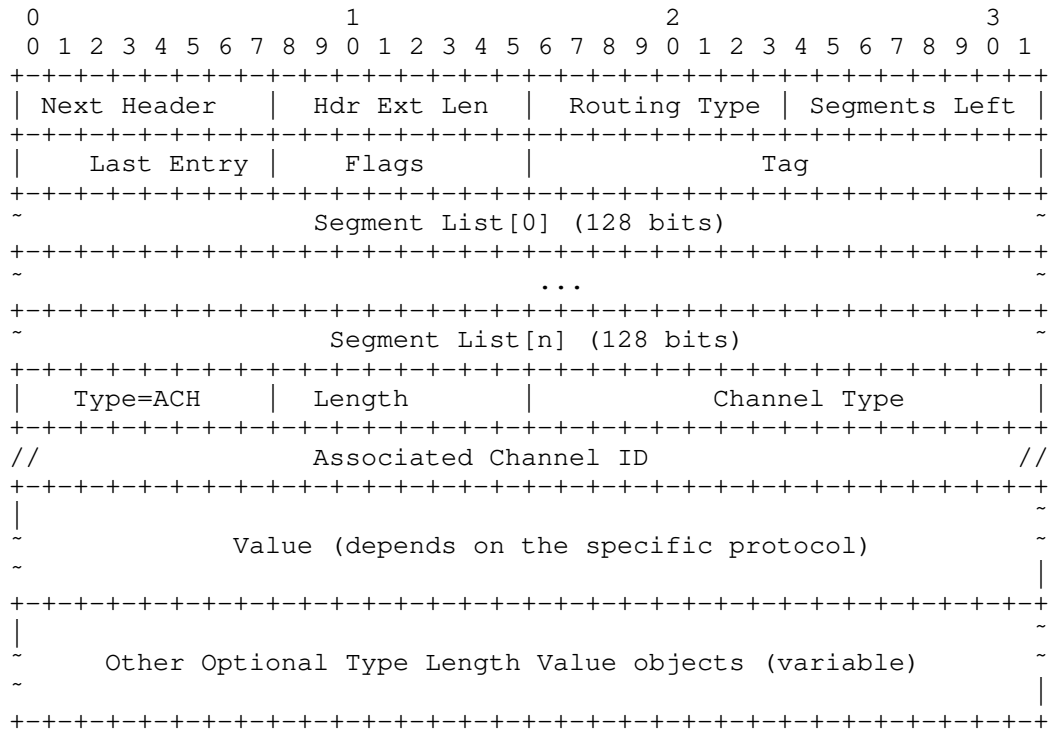 0                   1                   2                   3
 0 1 2 3 4 5 6 7 8 9 0 1 2 3 4 5 6 7 8 9 0 1 2 3 4 5 6 7 8 9 0 1
+-+-+-+-+-+-+-+-+-+-+-+-+-+-+-+-+-+-+-+-+-+-+-+-+-+-+-+-+-+-+-+-+
| Next Header   |  Hdr Ext Len  |  Routing Type | Segments Left |
+-+-+-+-+-+-+-+-+-+-+-+-+-+-+-+-+-+-+-+-+-+-+-+-+-+-+-+-+-+-+-+-+
|    Last Entry |    Flags      |              Tag              |
+-+-+-+-+-+-+-+-+-+-+-+-+-+-+-+-+-+-+-+-+-+-+-+-+-+-+-+-+-+-+-+-+
~                  Segment List[0] (128 bits)                   ~
+-+-+-+-+-+-+-+-+-+-+-+-+-+-+-+-+-+-+-+-+-+-+-+-+-+-+-+-+-+-+-+-+
~                                ...                            ~
+-+-+-+-+-+-+-+-+-+-+-+-+-+-+-+-+-+-+-+-+-+-+-+-+-+-+-+-+-+-+-+-+
~                   Segment List[n] (128 bits)                  ~
+-+-+-+-+-+-+-+-+-+-+-+-+-+-+-+-+-+-+-+-+-+-+-+-+-+-+-+-+-+-+-+-+
|   Type=ACH    |  Length       |           Channel Type        |
+-+-+-+-+-+-+-+-+-+-+-+-+-+-+-+-+-+-+-+-+-+-+-+-+-+-+-+-+-+-+-+-+
//                 Associated Channel ID                       //
+-+-+-+-+-+-+-+-+-+-+-+-+-+-+-+-+-+-+-+-+-+-+-+-+-+-+-+-+-+-+-+-+
|                                                               ~
~             Value (depends on the specific protocol)          ~
~                                                               |
+-+-+-+-+-+-+-+-+-+-+-+-+-+-+-+-+-+-+-+-+-+-+-+-+-+-+-+-+-+-+-+-+
|                                                               ~
~     Other Optional Type Length Value objects (variable)       ~
~                                                               |
+-+-+-+-+-+-+-+-+-+-+-+-+-+-+-+-+-+-+-+-+-+-+-+-+-+-+-+-+-+-+-+-+